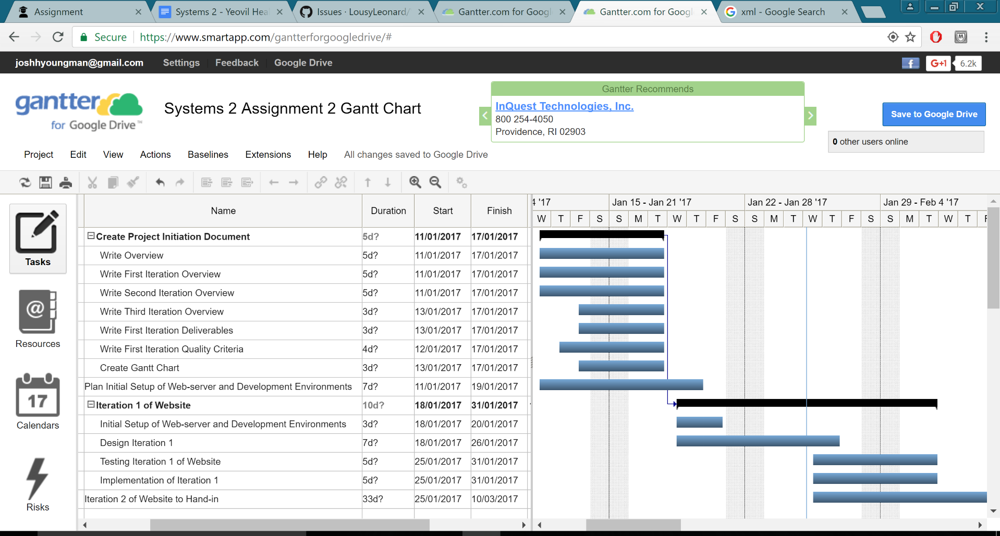 Assignment
Systems 2 - Yeovil Hea
Issues · LousyLeonard/
Gantter.com for Googl
Gantter.com for Googl
xml - Google Search
Secure
https://www.smartapp.com/gantterforgoogledrive/#
joshhyoungman@gmail.com
Settings
Feedback
Google Drive
f
G+1
6.2k
gantter
for Google Drive™
Systems 2 Assignment 2 Gantt Chart
Gantter Recommends
InQuest Technologies, Inc.
800 254-4050
Providence, RI 02903
Save to Google Drive
0 other users online
Project
Edit
View
Actions
Baselines
Extensions
Help
All changes saved to Google Drive
Tasks
Resources
17
Calendars
Risks
Name Duration Start Finish
Create Project Initiation Document 5d? 11/01/2017 17/01/2017
Write Overview 5d? 11/01/2017 17/01/2017
Write First Iteration Overview 5d? 11/01/2017 17/01/2017
Write Second Iteration Overview 5d? 11/01/2017 17/01/2017
Write Third Iteration Overview 3d? 13/01/2017 17/01/2017
Write First Iteration Deliverables 3d? 13/01/2017 17/01/2017
Write First Iteration Quality Criteria 4d? 12/01/2017 17/01/2017
Create Gantt Chart 3d? 13/01/2017 17/01/2017
Plan Initial Setup of Web-server and Development Environments 7d? 11/01/2017 19/01/2017
Iteration 1 of Website 10d? 18/01/2017 31/01/2017
Initial Setup of Web-server and Development Environments 3d? 18/01/2017 20/01/2017
Design Iteration 1 7d? 18/01/2017 26/01/2017
Testing Iteration 1 of Website 5d? 25/01/2017 31/01/2017
Implementation of Iteration 1 5d? 25/01/2017 31/01/2017
Iteration 2 of Website to Hand-in 33d? 25/01/2017 10/03/2017
4 '17 Jan 15 - Jan 21 '17 Jan 22 - Jan 28 '17 Jan 29 - Feb 4 '17
W T F S S M T W T F S S M T W T F S S M T W T F